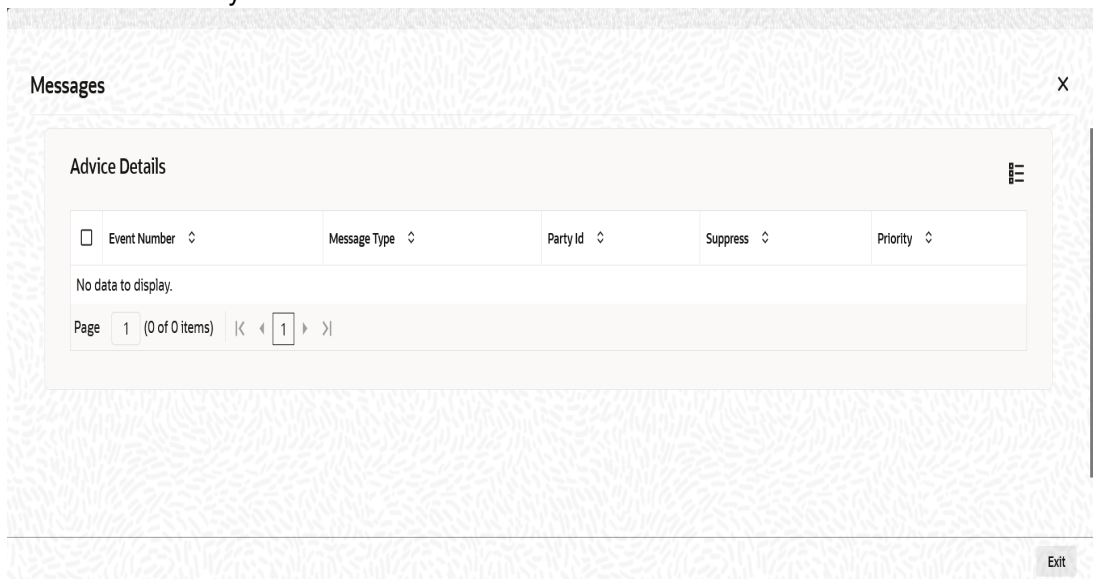 Messages
X
Advice Details
Event Number Message Type Party Id Suppress Priority
No data to display.
Page 1 (0 of 0 items) 1
Exit